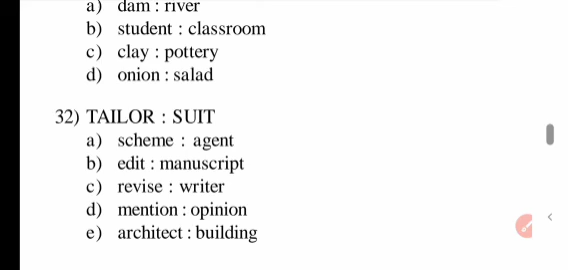 a) dam : river
b) student : classroom
c) clay : pottery
d) onion : salad
32) TAILOR : SUIT
a) scheme : agent
b) edit : manuscript
c) revise : writer
d) mention : opinion
e) architect : building